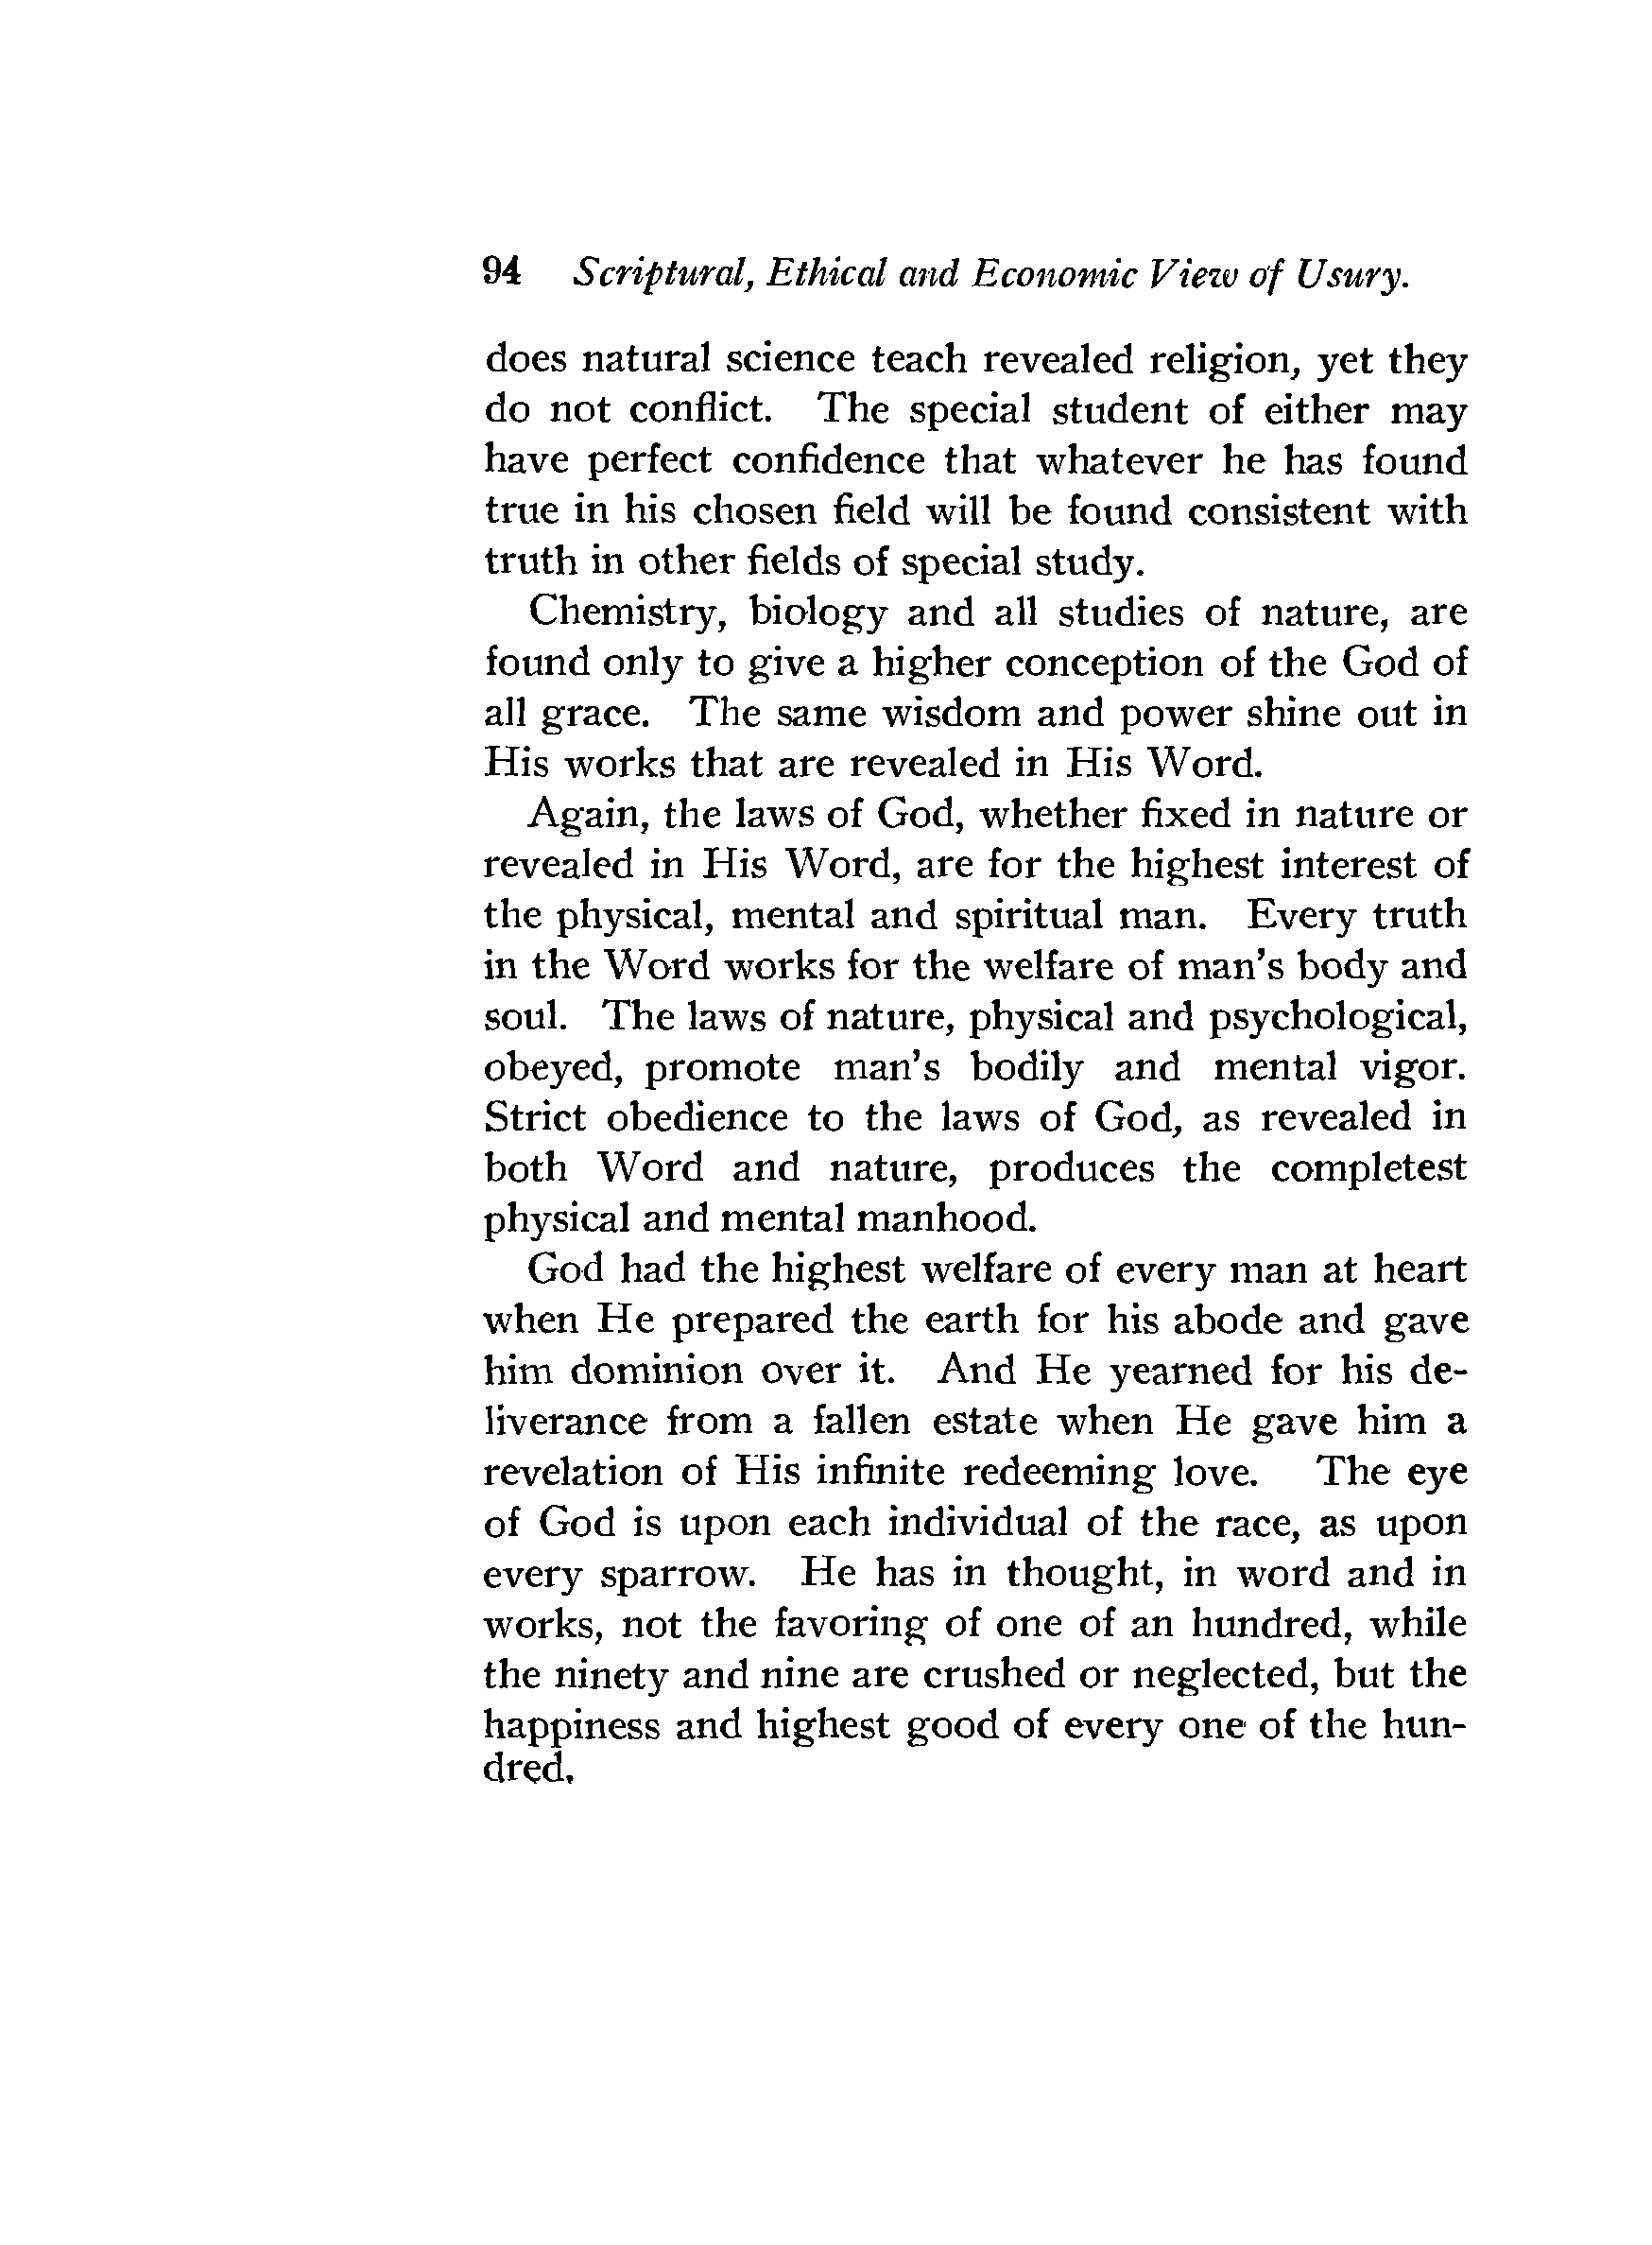 94 Scriptural, Ethical and Economic View of Usury.
does natural science teach revealed religion, yet they
do not conflict. The special student of either may
have perfect confidence that whatever he has found
true in his chosen field will be found consistent with
truth in other fields of special study.
Chemistry, biology and all studies of nature, are
found only to give a higher conception of the God of
all grace. The same wisdom and power shine out in
His works that are revealed in His Word.
Again, the laws of God, whether fixed in nature or
revealed in His Word, are for the highest interest of
the physical, mental and spiritual man. Every truth
in the Word works for the welfare of man's body and
soul. The laws of nature, physical and psychological,
obeyed, promote man's bodily and mental vigor.
Strict obedience to the laws of God, as revealed in
both Word and nature, produces the completest
physical and mental manhood.
God had the highest welfare of every man at heart
when He prepared the earth for his abode and gave
him dominion over it. And He yearned for his de-
liverance from a fallen estate when He gave him a
revelation of His infinite redeeming love. The eye
of God is upon each individual of the race, as upon
every sparrow. He has in thought, in word and in
works, not the favoring of one of an hundred, while
the ninety and nine are crushed or neglected, but the
happiness and highest good of every one of the hun-
dred,